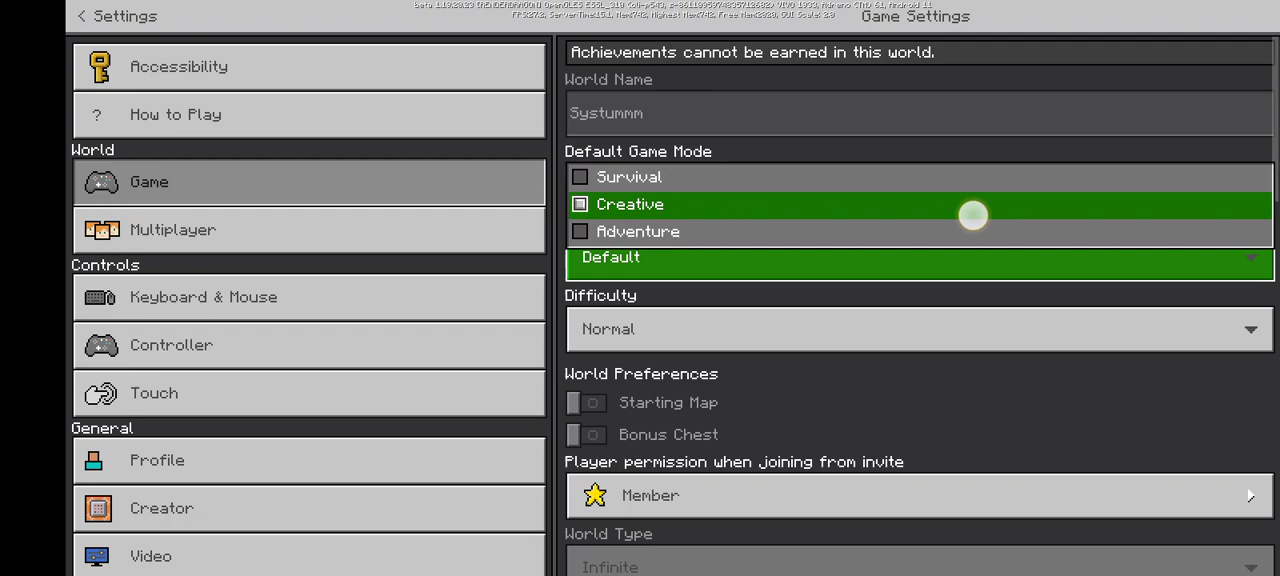 Settings
Game Settings
Accessibility
How to Play
World
Game
Multiplayer
Controls
Keyboard & Mouse
Controller
Touch
General
Profile
Creator
Video
Achievements cannot be earned in this world.
World Name
Systummm
Default Game Mode
Survival
Creative
Adventure
Default
Difficulty
Normal
World Preferences
Starting Map
Bonus Chest
Player permission when joining from invite
Member
World Type
Infinite